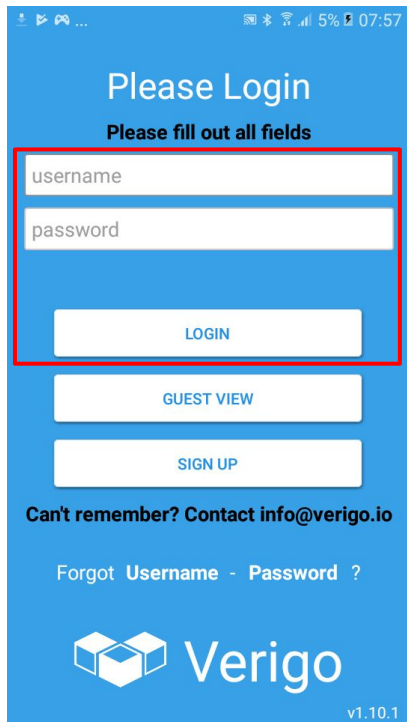 ... 5% 07:57
Please Login
Please fill out all fields
username
password
LOGIN
GUEST VIEW
SIGN UP
Can't remember? Contact info@verigo.io
Forgot Username - Password ?
Verigo
v1.10.1